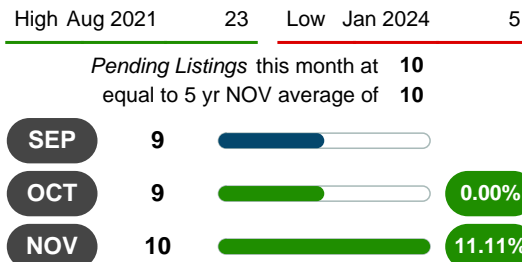 High Aug 2021 23 Low Jan 2024 5
Pending Listings this month at 10
equal to 5 yr NOV average of 10
SEP 9
OCT 9 0.00%
NOV 10 11.11%